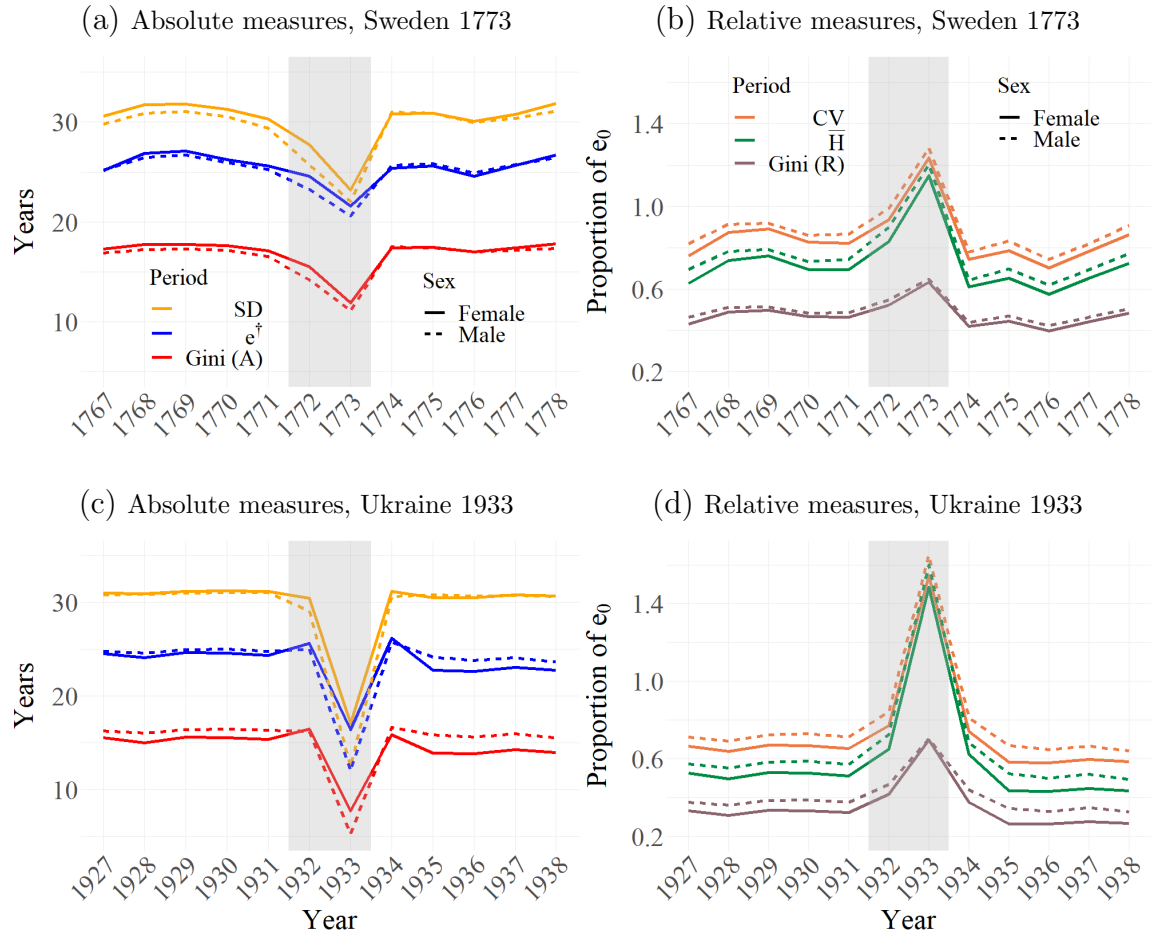 (a) Absolute measures, Sweden 1773
Years
30
20
10
Period
SD
e†
Gini (A)
Sex
Female
Male
1767 1768 1769 1770 1771 1772 1773 1774 1775 1776 1777 1778
(b) Relative measures, Sweden 1773
Proportion of e₀
1.4
1.0
0.6
0.2
Period
CV
H̅
Gini (R)
Sex
Female
Male
1767 1768 1769 1770 1771 1772 1773 1774 1775 1776 1777 1778
(c) Absolute measures, Ukraine 1933
Years
30
20
10
1927 1928 1929 1930 1931 1932 1933 1934 1935 1936 1937 1938
Year
(d) Relative measures, Ukraine 1933
Proportion of e₀
1.4
1.0
0.6
0.2
1927 1928 1929 1930 1931 1932 1933 1934 1935 1936 1937 1938
Year